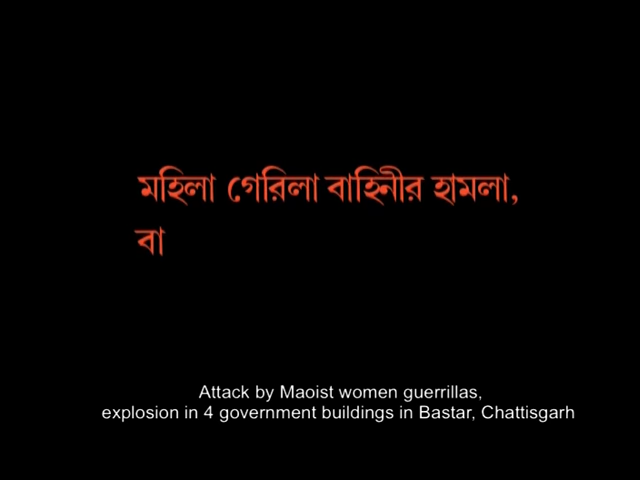 মহিলা গেরিলা বাহিনীর হামলা,
বা
Attack by Maoist women guerrillas,
explosion in 4 government buildings in Bastar, Chattisgarh